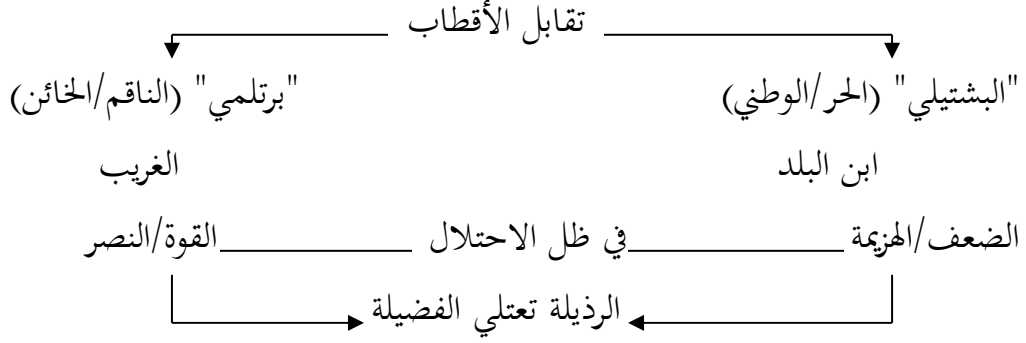 تقابل الأقطاب
"البشتيلي" (الحر/الوطني) "برتلمي" (الناقم/الخائن)
ابن البلد الغريب
الضعف/الهزيمة في ظل الاحتلال القوة/النصر
الرذيلة تعتلي الفضيلة